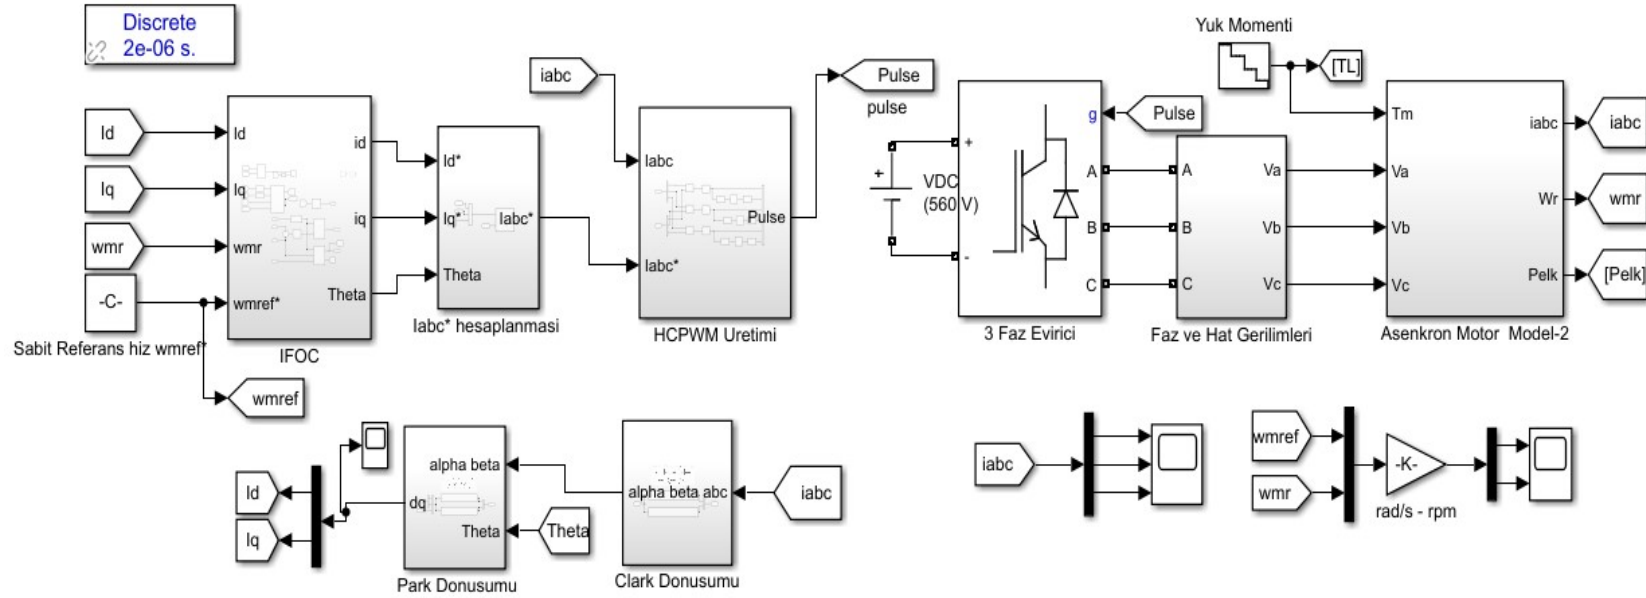 Discrete
2e-06 s.
Id
Iq
wmr
-C-
Sabit Referans hiz wmref*
wmref
Id
Iq
wmr
wmref*
id
iq
Theta
IFOC
Id*
Iq*
Theta
Iabc*
Iabc* hesaplanmasi
iabc
Iabc
Iabc*
Pulse
HCPWM Uretimi
Pulse
pulse
+
VDC
(560 V)
+
-
g
A
B
C
3 Faz Evirici
Pulse
A
B
C
Va
Vb
Vc
Faz ve Hat Gerilimleri
Yuk Momenti
[TL]
Tm
Va
Vb
Vc
iabc
Wr
Pelk
Asenkron Motor Model-2
iabc
wmr
[Pelk]
Id
Iq
alpha beta
dq
Theta
Park Donusumu
Theta
alpha beta
abc
Clark Donusumu
iabc
iabc
wmref
wmr
-K-
rad/s - rpm